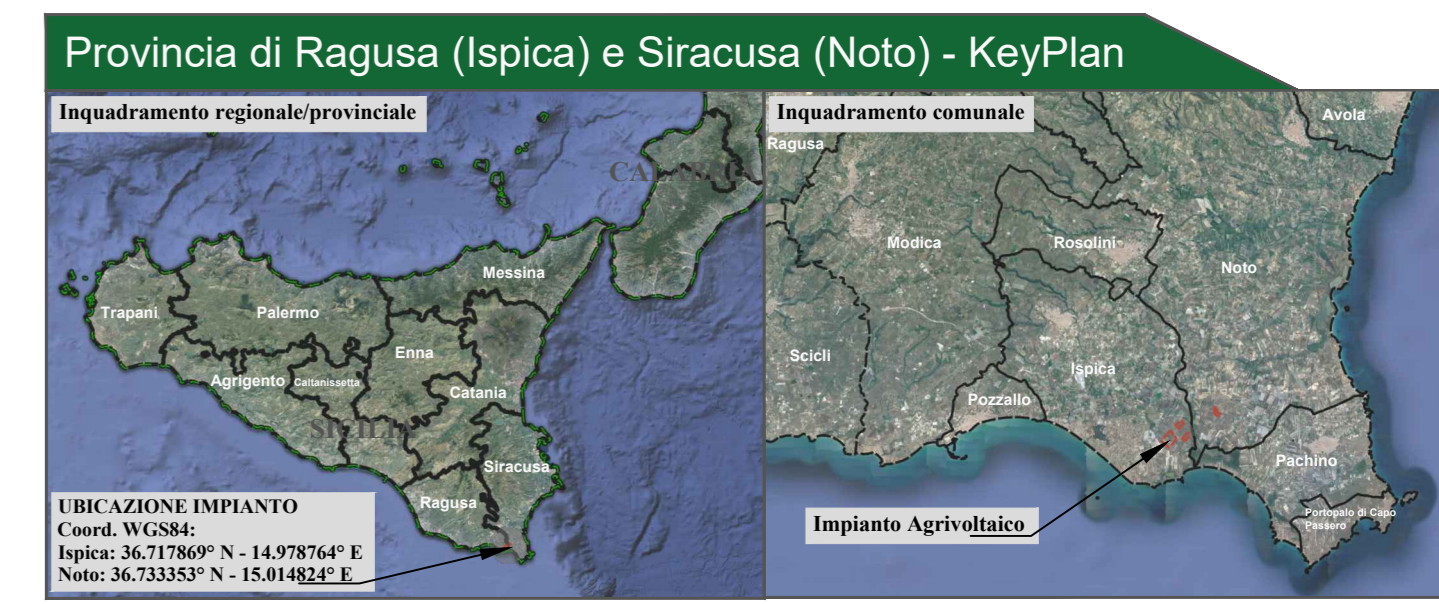 Provincia di Ragusa (Ispica) e Siracusa (Noto) - KeyPlan
Inquadramento regionale/provinciale
CALABRIA
Messina
Trapani
Palermo
Enna
Agrigento
Caltanissetta
Catania
SICILIA
Siracusa
Ragusa
UBICAZIONE IMPIANTO
Coord. WGS84:
Ispica: 36.717869° N - 14.978764° E
Noto: 36.733353° N - 15.014824° E
Inquadramento comunale
Avola
Ragusa
Modica
Rosolini
Noto
Scicli
Ispica
Pozzallo
Pachino
Portopalo di Capo
Passero
Impianto Agrivoltaico